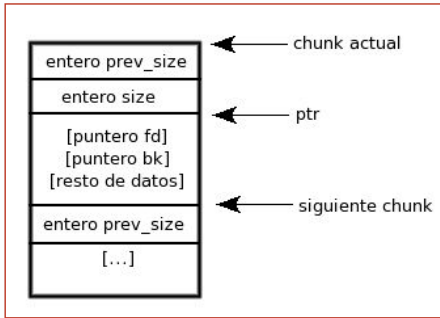 chunk actual
entero prev_size
entero size
ptr
[puntero fd]
[puntero bk]
[resto de datos]
siguiente chunk
entero prev_size
[...]